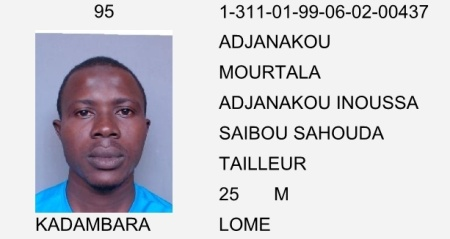 95
1-311-01-99-06-02-00437
ADJANAKOU
MOURTALA
ADJANAKOU INOUSSA
SAIBOU SAHOUDA
TAILLEUR
25 M
KADAMBARA
LOME